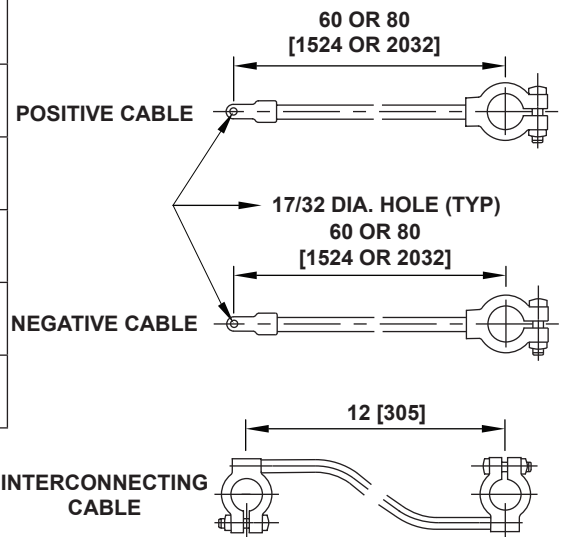 60 OR 80
[1524 OR 2032]
POSITIVE CABLE
17/32 DIA. HOLE (TYP)
60 OR 80
[1524 OR 2032]
NEGATIVE CABLE
12 [305]
INTERCONNECTING
CABLE